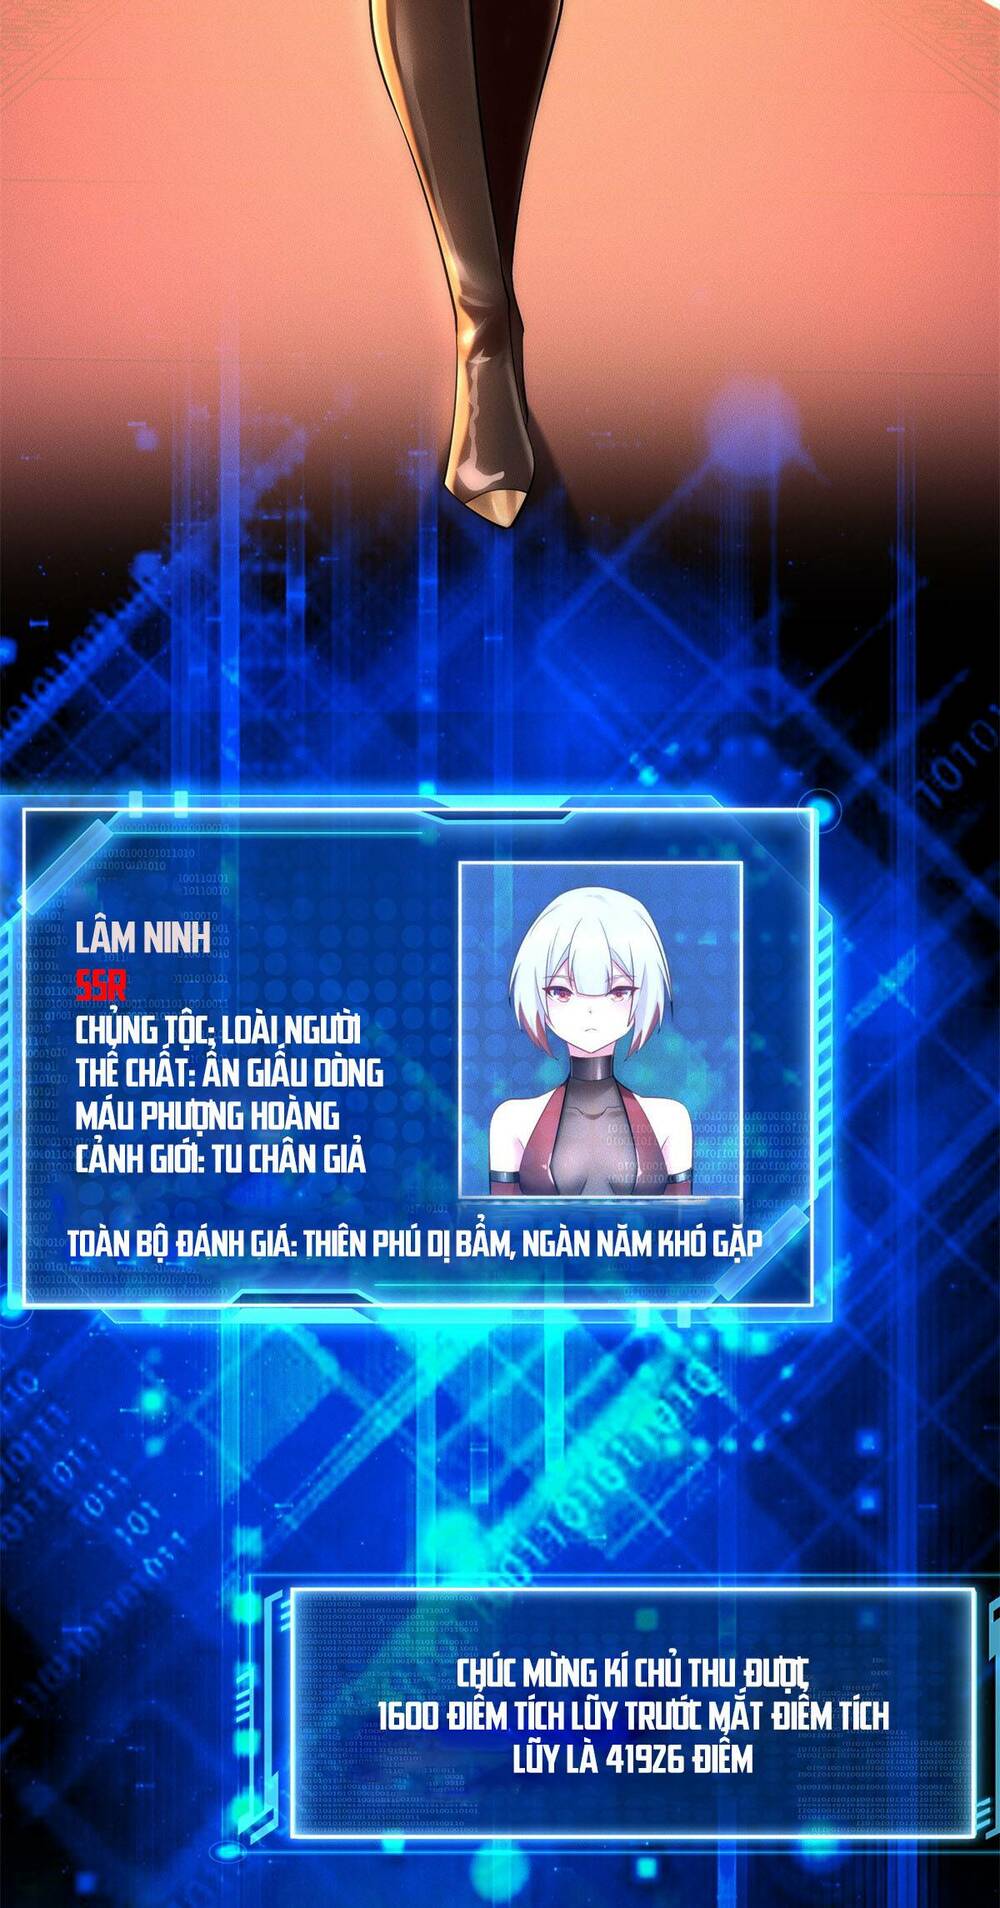 LÂM NINH
SSR
CHỦNG TỘC: LOÀI NGƯỜI
THỂ CHẤT: ẨN GIẤU DÒNG
MÁU PHƯỢNG HOÀNG
CẢNH GIỚI: TU CHÂN GIẢ
TOÀN BỘ ĐÁNH GIÁ: THIÊN PHÚ DỊ BẨM, NGÀN NĂM KHÓ GẶP
CHÚC MỪNG KÍ CHỦ THU ĐƯỢC
1600 ĐIỂM TÍCH LŨY TRƯỚC MẮT ĐIỂM TÍCH
LŨY LÀ 41926 ĐIỂM